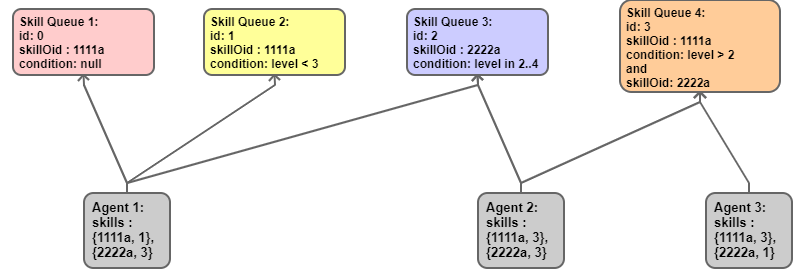 Skill Queue 1:
id: 0
skillOid : 1111a
condition: null
Skill Queue 2:
id: 1
skillOid : 1111a
condition: level < 3
Skill Queue 3:
id: 2
skillOid : 2222a
condition: level in 2..4
Skill Queue 4:
id: 3
skillOid : 1111a
condition: level > 2
and
skillOid: 2222a
Agent 1:
skills :
{1111a, 1},
{2222a, 3}
Agent 2:
skills :
{1111a, 3},
{2222a, 3}
Agent 3:
skills :
{1111a, 3},
{2222a, 1}